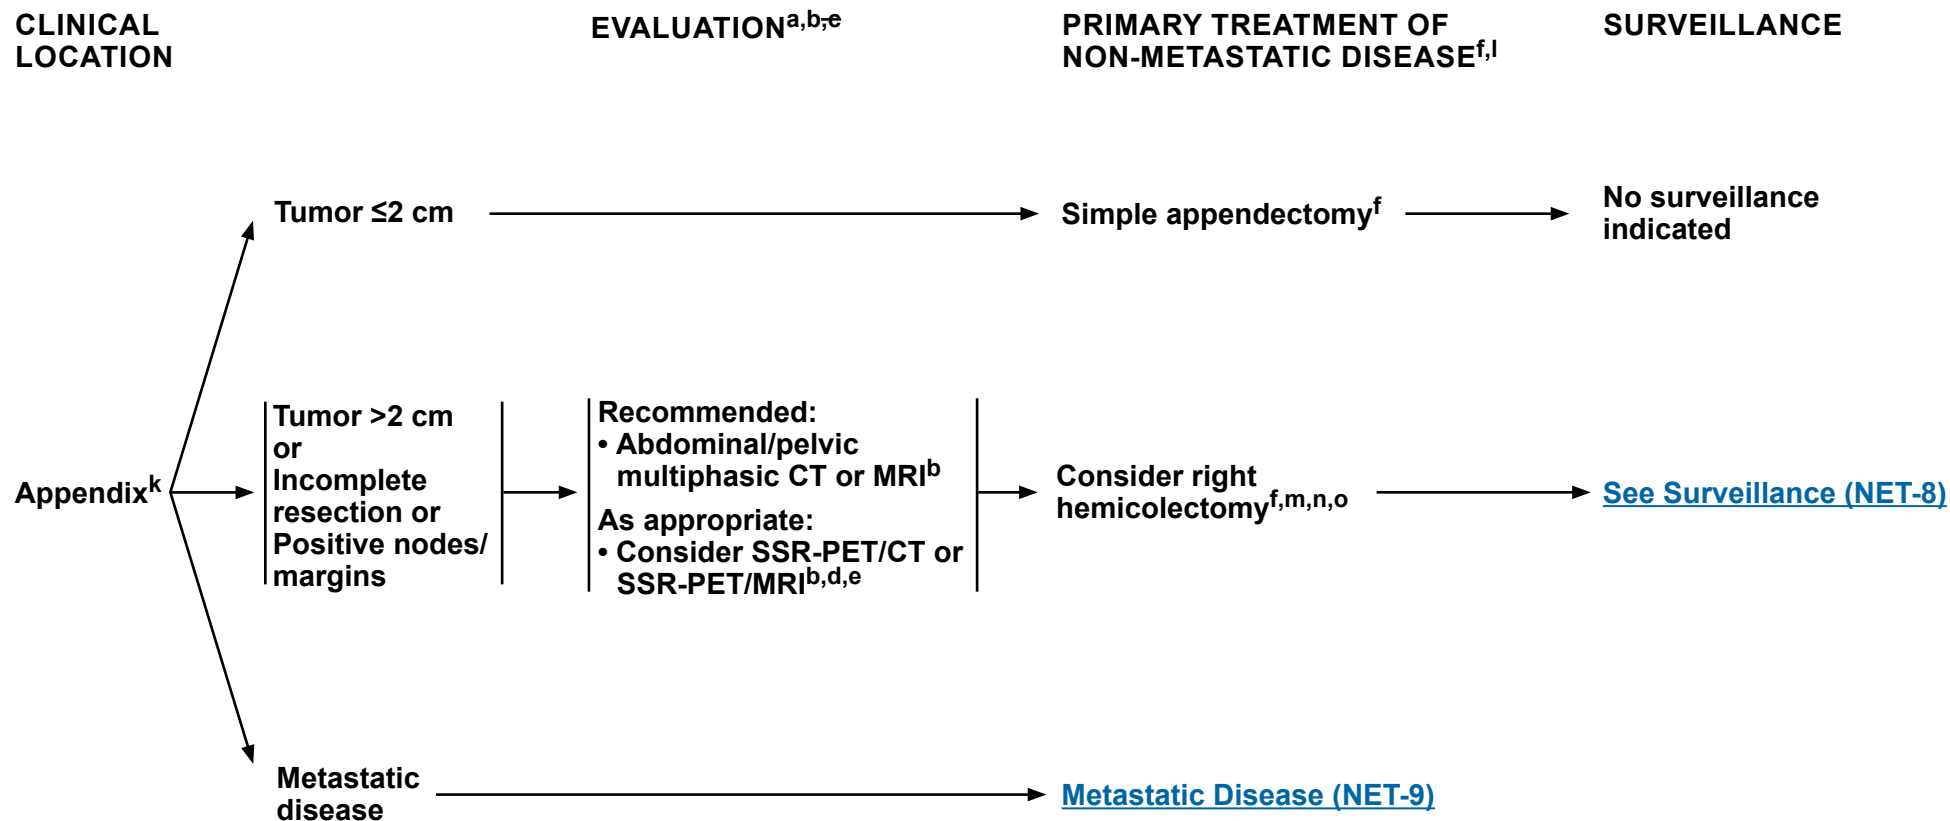 CLINICAL
LOCATION
EVALUATIONa,b,e
PRIMARY TREATMENT OF
NON-METASTATIC DISEASEf,l
SURVEILLANCE
Tumor ≤2 cm
Simple appendectomyf
No surveillance
indicated
Appendixk
Tumor >2 cm
or
Incomplete
resection or
Positive nodes/
margins
Recommended:
• Abdominal/pelvic
multiphasic CT or MRIb
As appropriate:
• Consider SSR-PET/CT or
SSR-PET/MRIb,d,e
Consider right
hemicolectomyf,m,n,o
See Surveillance (NET-8)
Metastatic
disease
Metastatic Disease (NET-9)